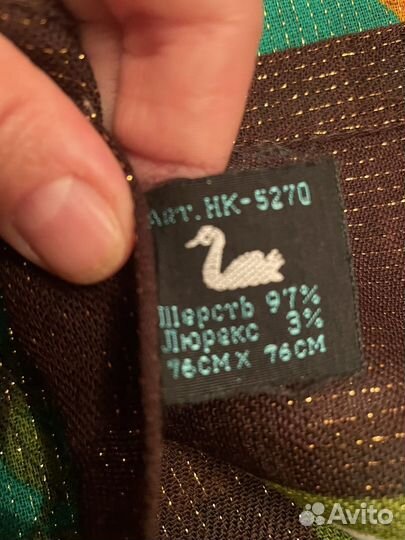 Арт. НК-5270
Шерсть 97%
Люрекс 3%
76СМ х 76СМ
Avito